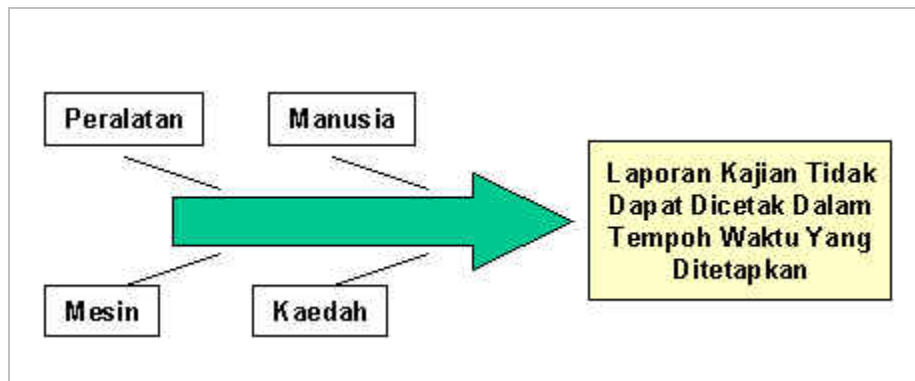 Peralatan
Manusia
Laporan Kajian Tidak
Dapat Dicetak Dalam
Tempoh Waktu Yang
Ditetapkan
Mesin
Kaedah